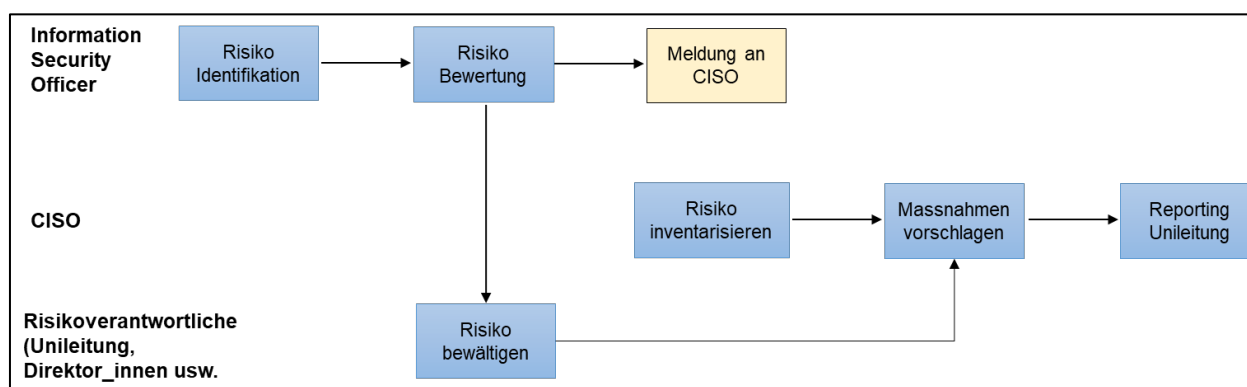 Information
Security
Officer
Risiko
Identifikation
Risiko
Bewertung
Meldung an
CISO
CISO
Risiko
inventarisieren
Massnahmen
vorschlagen
Reporting
Unileitung
Risikoverantwortliche
(Unileitung,
Direktor_innen usw.
Risiko
bewältigen